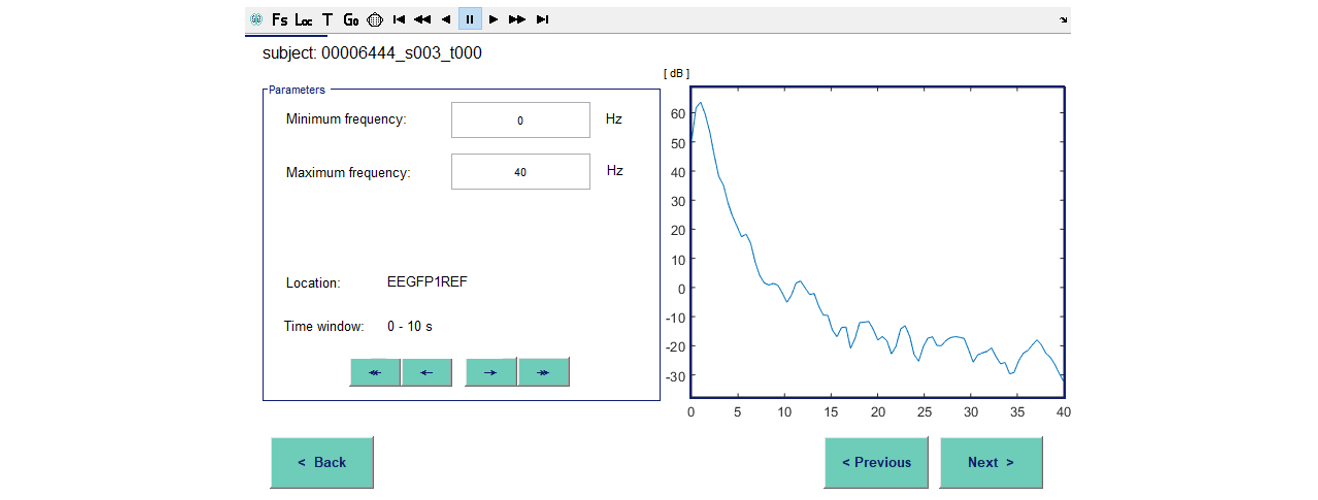 Fs Loc T Go
subject: 00006444_s003_t000
[ dB ]
Parameters
Minimum frequency: 0 Hz
Maximum frequency: 40 Hz
Location: EEGFP1REF
Time window: 0 - 10 s
60
50
40
30
20
10
0
-10
-20
-30
0 5 10 15 20 25 30 35 40
< Back
< Previous
Next >